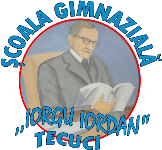 ȘCOALA GIMNAZIALĂ
„IORGU IORDAN”
TECUCI